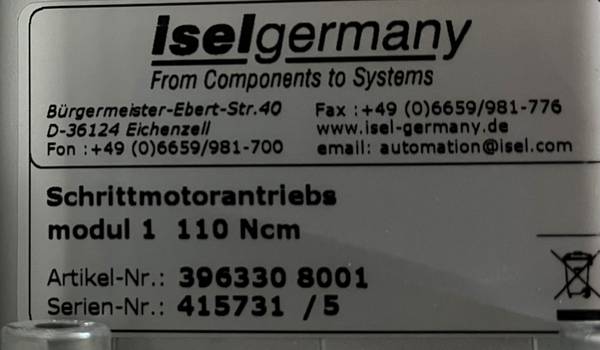 iselgermany
From Components to Systems
Bürgermeister-Ebert-Str.40 Fax :+49 (0)6659/981-776
D-36124 Eichenzell www.isel-germany.de
Fon :+49 (0)6659/981-700 email: automation@isel.com
Schrittmotorantriebs
modul 1 110 Ncm
Artikel-Nr.: 396330 8001
Serien-Nr.: 415731 /5